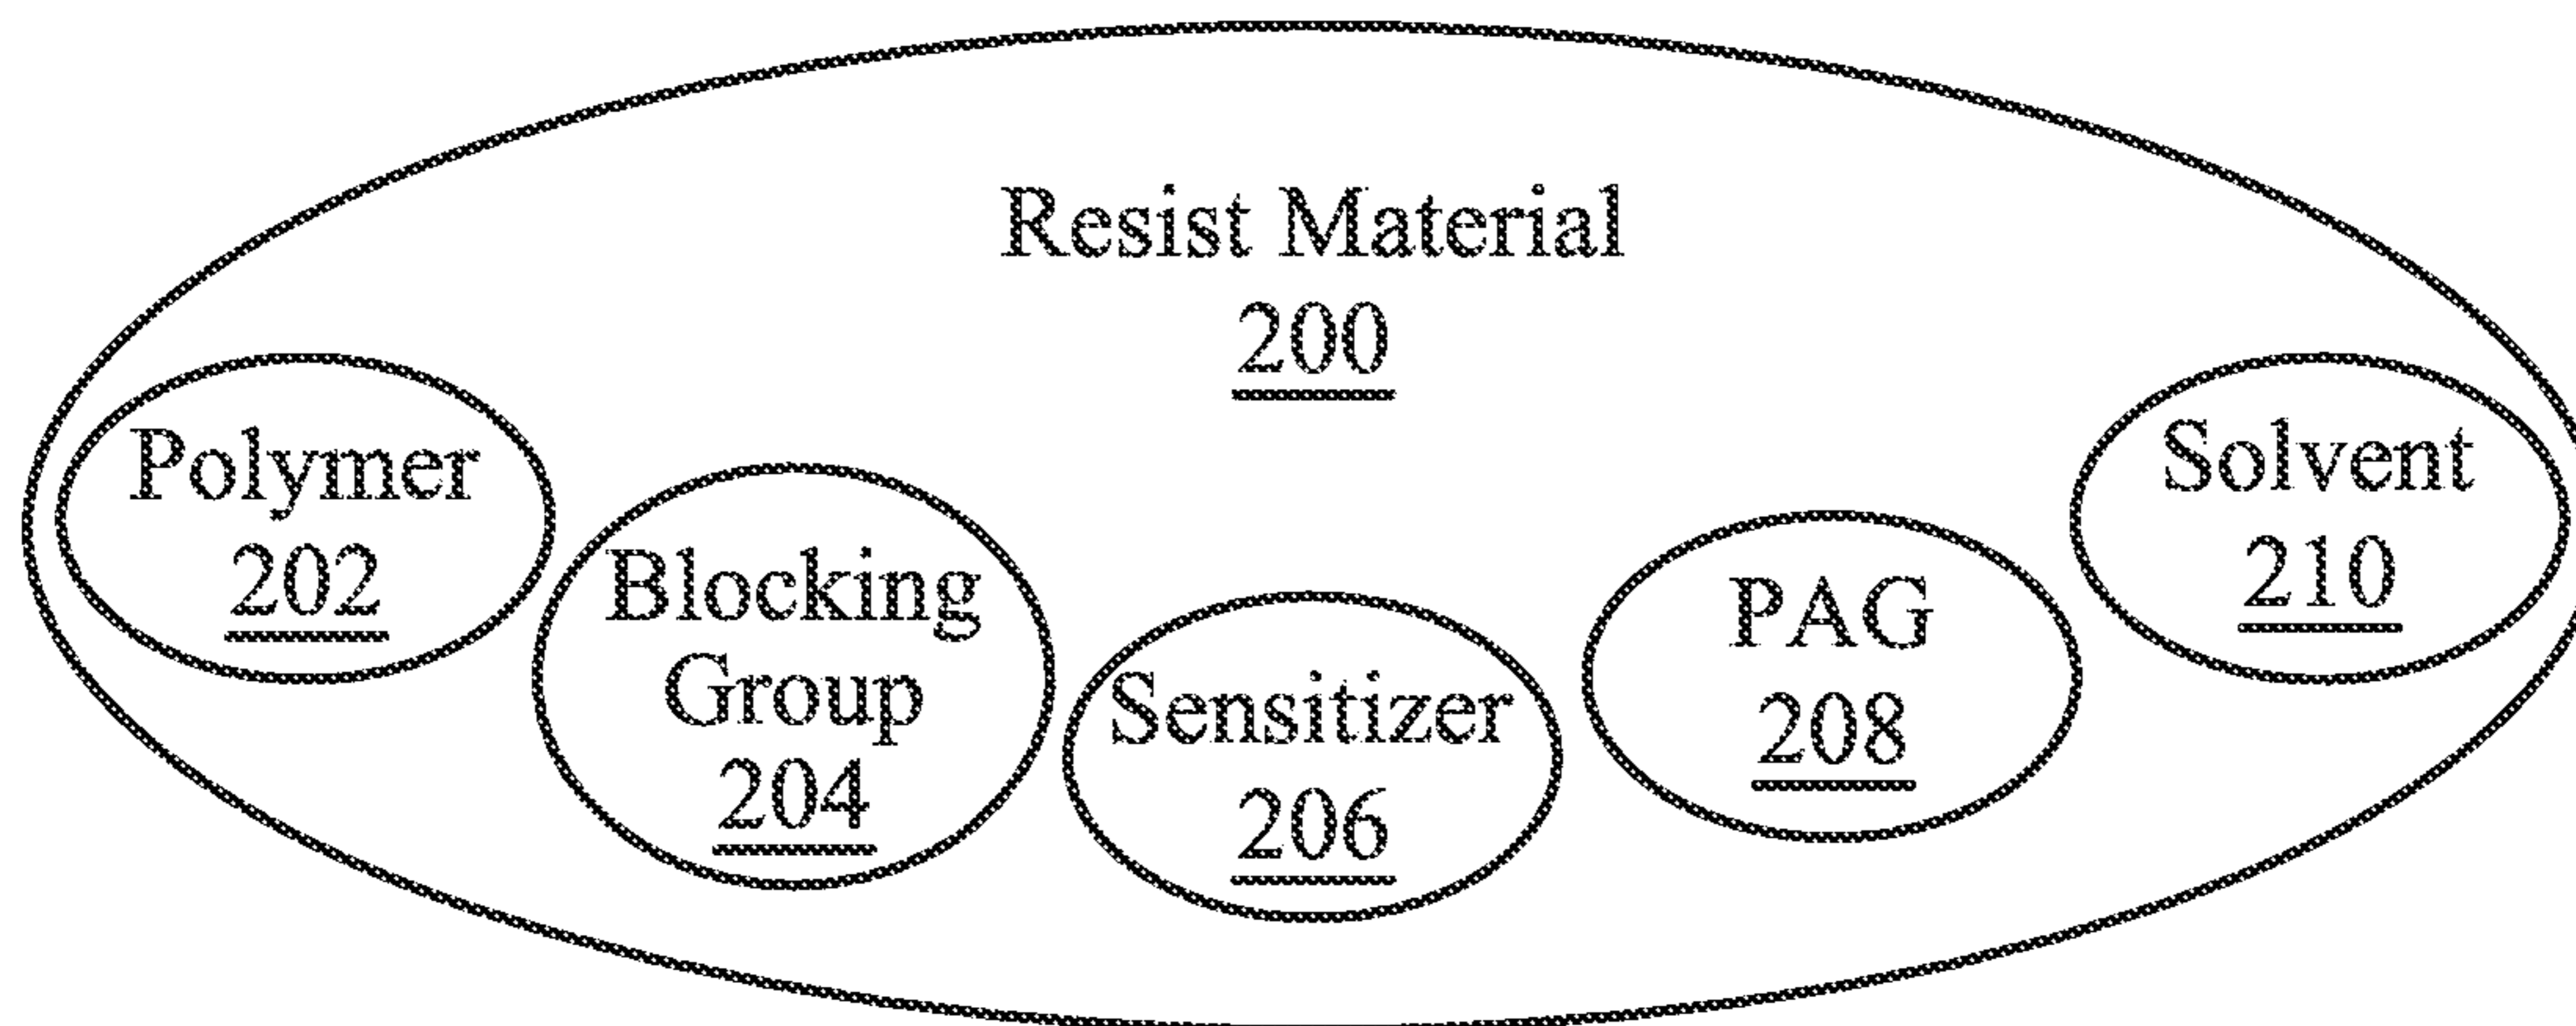 Resist Material
200
Polymer
202
Blocking
Group
204
Sensitizer
206
PAG
208
Solvent
210